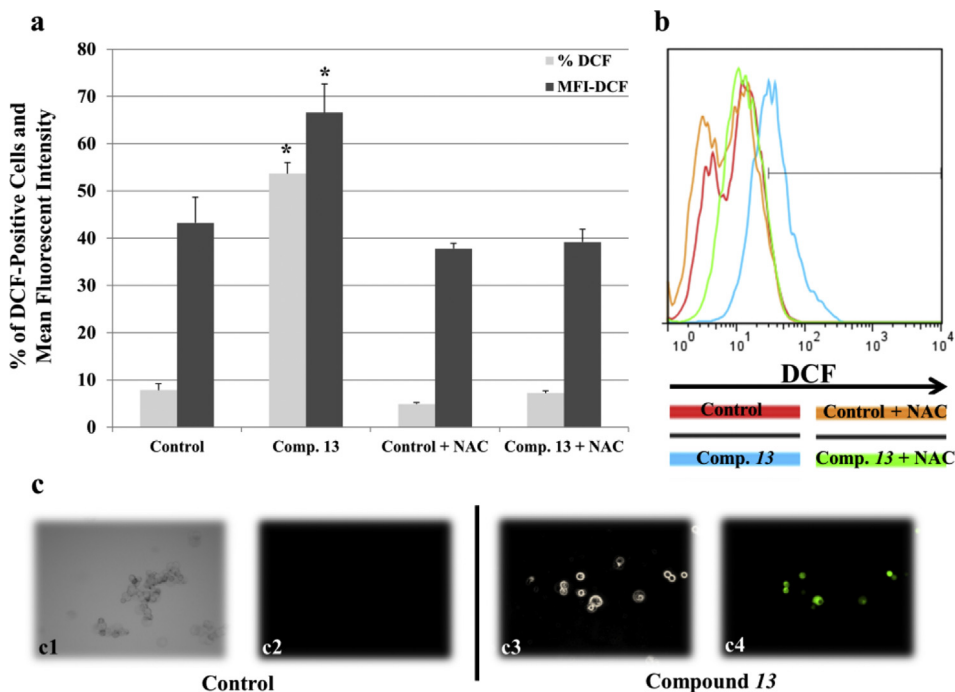 a
% of DCF-Positive Cells and
Mean Fluorescent Intensity
80
70
60
50
40
30
20
10
0
% DCF
MFI-DCF
*
*
Control
Comp. 13
Control + NAC
Comp. 13 + NAC
b
10⁰
10¹
10²
10³
10⁴
DCF
Control
Control + NAC
Comp. 13
Comp. 13 + NAC
c
c1
c2
c3
c4
Control
Compound 13